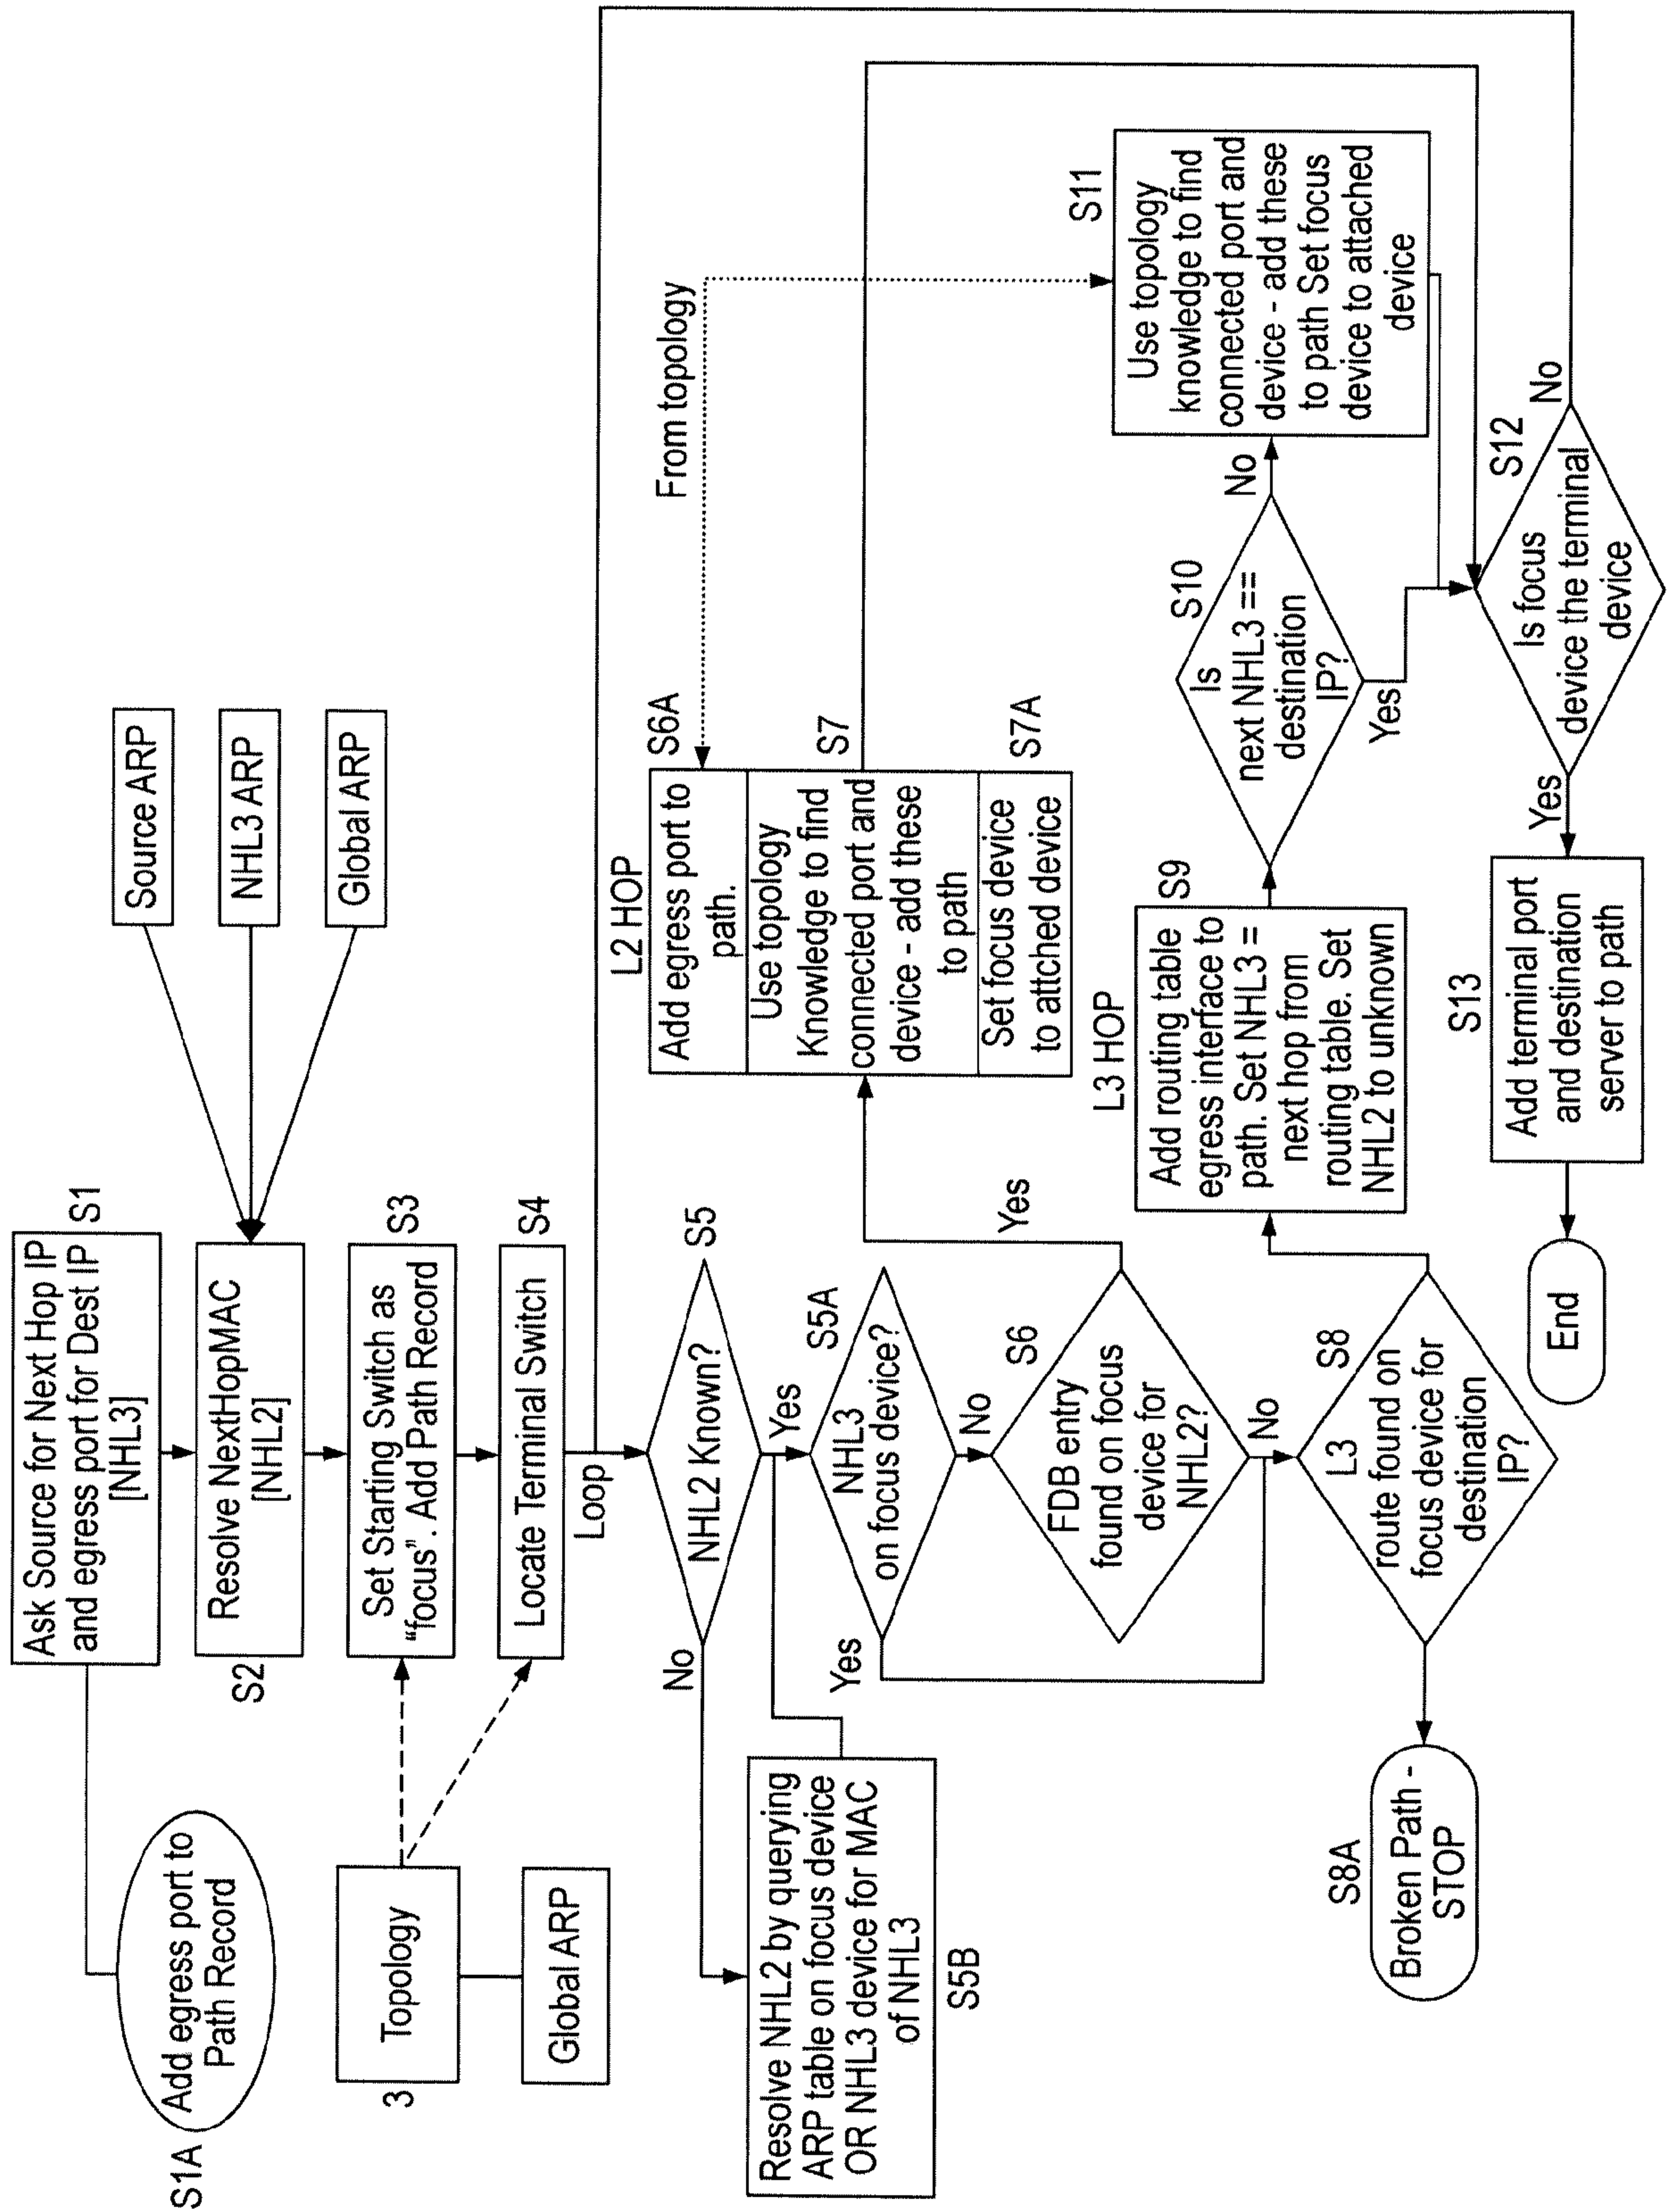 S1A
Add egress port to
Path Record
Ask Source for Next Hop IP
and egress port for Dest IP
[NHL3]
S1
S2
Resolve NextHopMAC
[NHL2]
Source ARP
NHL3 ARP
Global ARP
3
Topology
Global ARP
Set Starting Switch as
“focus”. Add Path Record
S3
Locate Terminal Switch
S4
Loop
NHL2 Known?
S5
No
Yes
Resolve NHL2 by querying
ARP table on focus device
OR NHL3 device for MAC
of NHL3
S5B
NHL3
on focus device?
S5A
Yes
No
FDB entry
found on focus
device for
NHL2?
S6
Yes
No
L2 HOP
S6A
Add egress port to
path.
Use topology
Knowledge to find
connected port and
device - add these
to path
S7
Set focus device
to attched device
S7A
From topology
L3
route found on
focus device for
destination
IP?
S8
S8A
Broken Path -
STOP
L3 HOP
S9
Add routing table
egress interface to
path. Set NHL3 =
next hop from
routing table. Set
NHL2 to unknown
Is
next NHL3 ==
destination
IP?
S10
No
Yes
S11
Use topology
knowledge to find
connected port and
device - add these
to path Set focus
device to attached
device
Is focus
device the terminal
device
S12
No
Yes
S13
Add terminal port
and destination
server to path
End